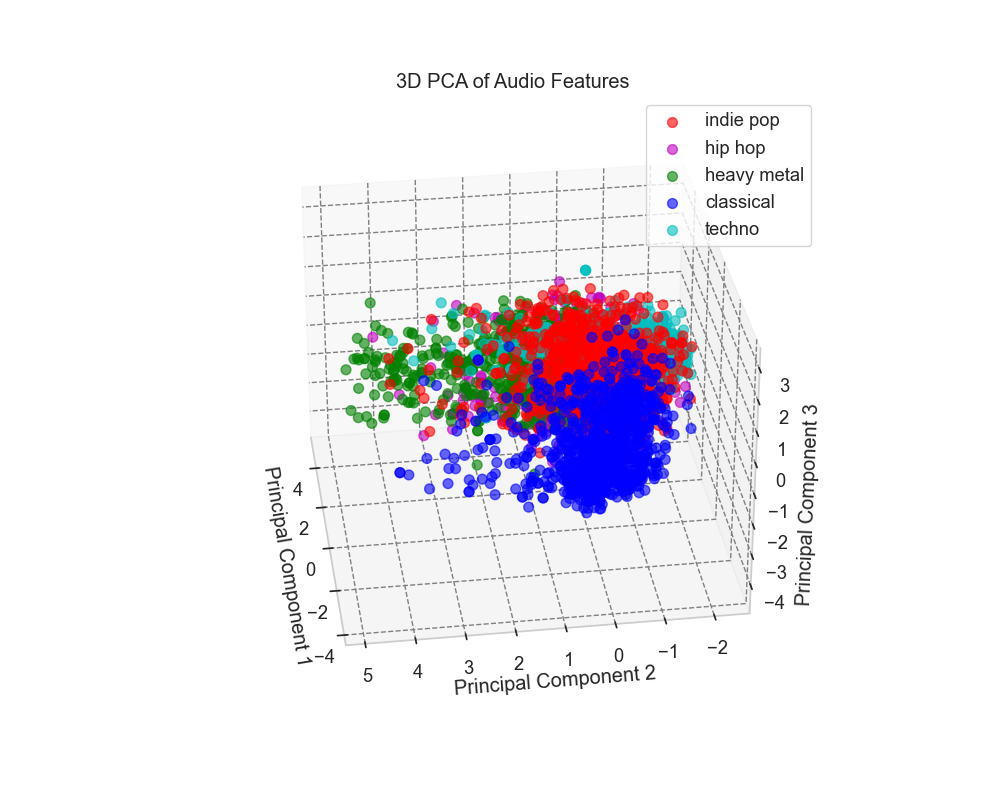 3D PCA of Audio Features
indie pop
hip hop
heavy metal
classical
techno
4
2
0
−2
−4
Principal Component 1
5
4
3
2
1
0
−1
−2
Principal Component 2
3
2
1
0
−1
−2
−3
−4
Principal Component 3